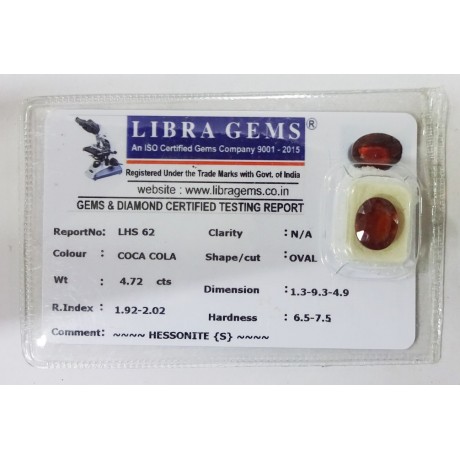 LIBRA GEMS ®
An ISO Certified Gems Company 9001 - 2015
Registered Under the Trade Marks with Govt. of India
website : www.libragems.co.in
GEMS & DIAMOND CERTIFIED TESTING REPORT
ReportNo: LHS 62 Clarity : N/A
Colour : COCA COLA Shape/cut : OVAL
Wt : 4.72 cts Dimension : 1.3-9.3-4.9
R.Index : 1.92-2.02 Hardness : 6.5-7.5
Comment: ~~~~ HESSONITE {S} ~~~~